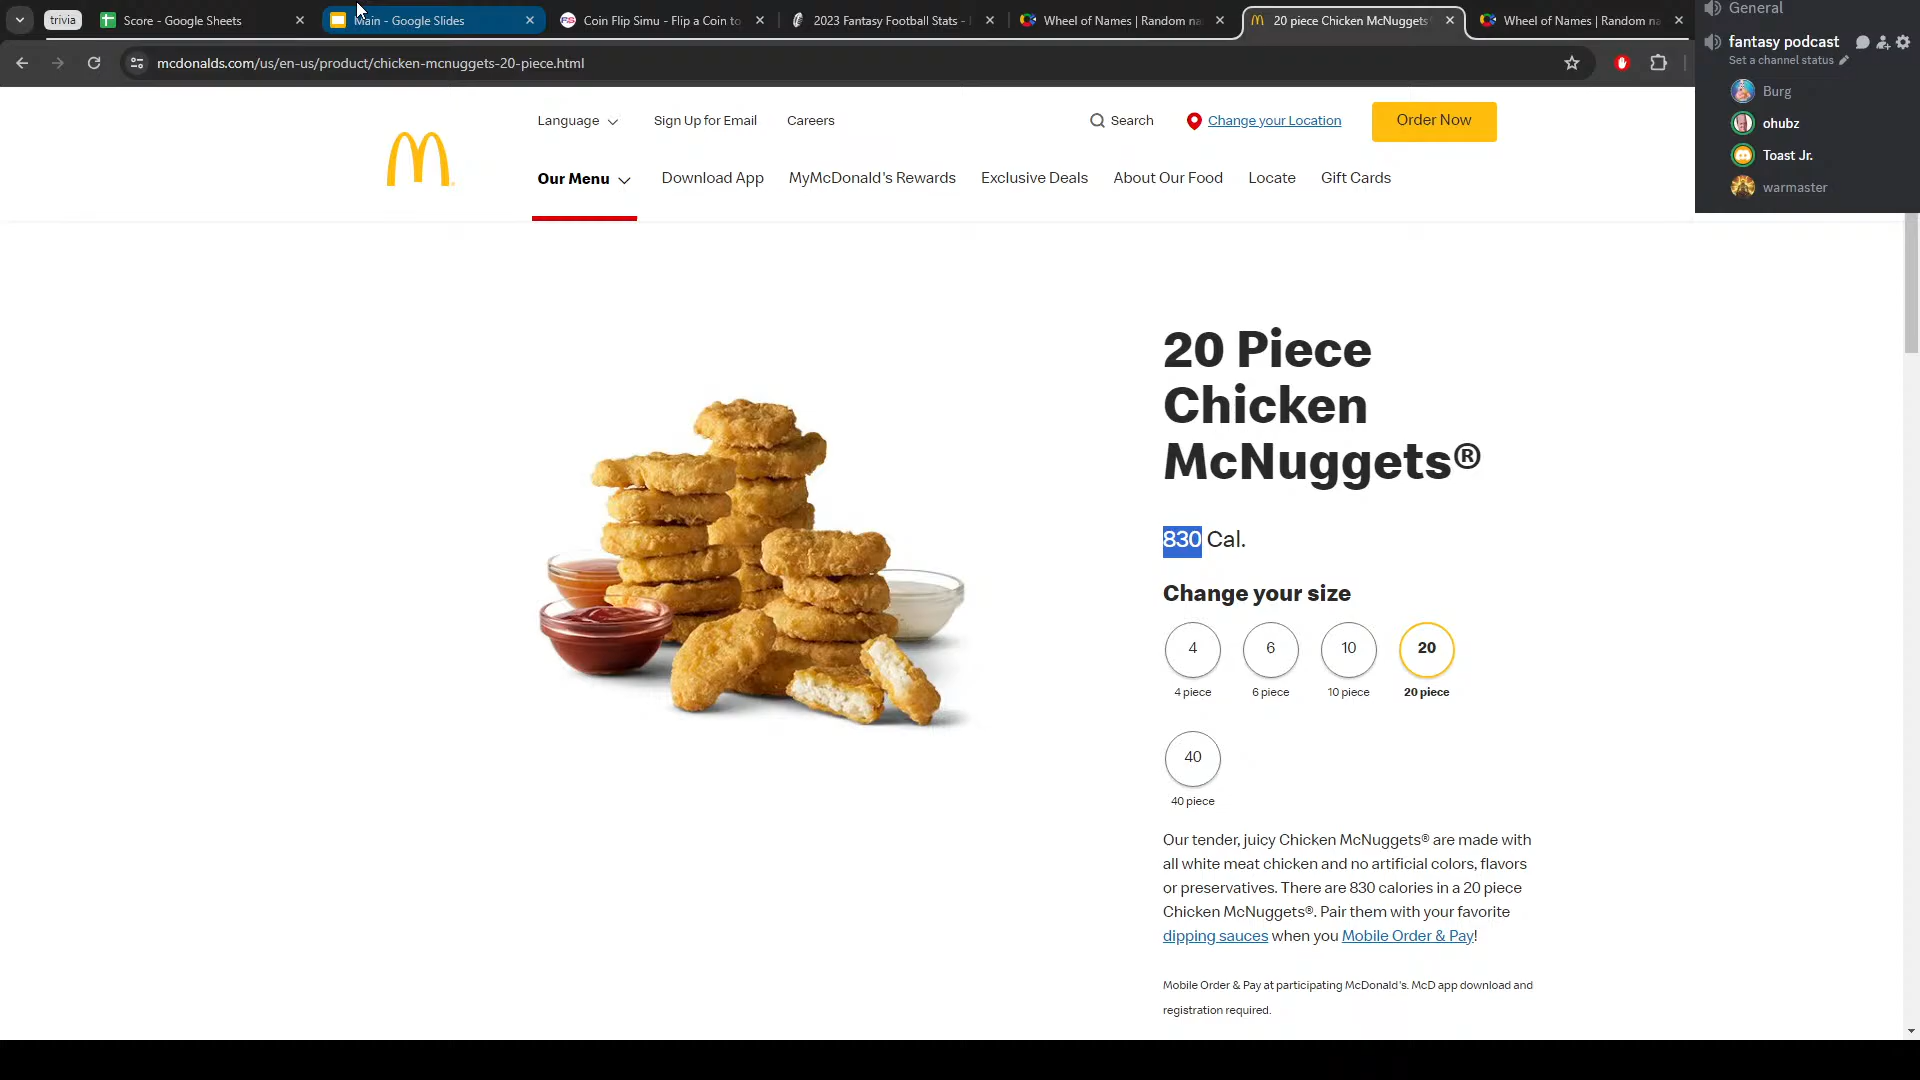 trivia
Score - Google Sheets
Main - Google Slides
Coin Flip Simu - Flip a Coin to
2023 Fantasy Football Stats -
Wheel of Names | Random na
20 piece Chicken McNuggets
Wheel of Names | Random na
General
fantasy podcast
Set a channel status
Burg
ohubz
Toast Jr.
warmaster
mcdonalds.com/us/en-us/product/chicken-mcnuggets-20-piece.html
Language
Sign Up for Email
Careers
Search
Change your Location
Order Now
Our Menu
Download App
MyMcDonald's Rewards
Exclusive Deals
About Our Food
Locate
Gift Cards
20 Piece
Chicken
McNuggets®
830 Cal.
Change your size
4
6
10
20
4 piece
6 piece
10 piece
20 piece
40
40 piece
Our tender, juicy Chicken McNuggets® are made with
all white meat chicken and no artificial colors, flavors
or preservatives. There are 830 calories in a 20 piece
Chicken McNuggets®. Pair them with your favorite
dipping sauces when you Mobile Order & Pay!
Mobile Order & Pay at participating McDonald's. McD app download and
registration required.